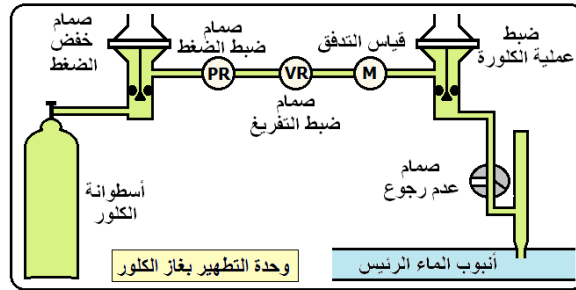 صمام
خفض
الضغط
صمام
ضبط الضغط
قياس التدفق
ضبط
عملية الكلورة
PR
VR
M
صمام
ضبط التفريغ
صمام
عدم رجوع
أسطوانة
الكلور
وحدة التطهير بغاز الكلور
أنبوب الماء الرئيس